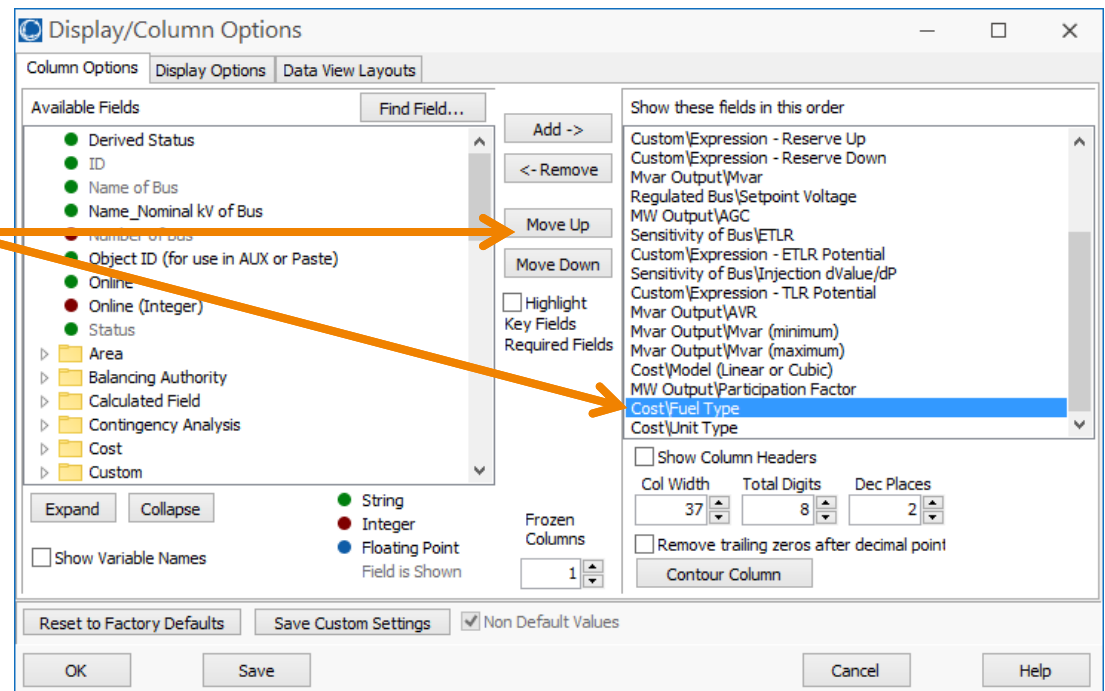 Display/Column Options
Column Options
Display Options
Data View Layouts
Available Fields
Find Field...
Derived Status
ID
Name of Bus
Name_Nominal kV of Bus
Number of Bus
Object ID (for use in AUX or Paste)
Online
Online (Integer)
Status
Area
Balancing Authority
Calculated Field
Contingency Analysis
Cost
Custom
Expand
Collapse
Show Variable Names
String
Integer
Floating Point
Field is Shown
Add ->
<- Remove
Move Up
Move Down
Highlight
Key Fields
Required Fields
Frozen
Columns
1
Show these fields in this order
Custom\Expression - Reserve Up
Custom\Expression - Reserve Down
Mvar Output\Mvar
Regulated Bus\Setpoint Voltage
MW Output\AGC
Sensitivity of Bus\ETLR
Custom\Expression - ETLR Potential
Sensitivity of Bus\Injection dValue/dP
Custom\Expression - TLR Potential
Mvar Output\AVR
Mvar Output\Mvar (minimum)
Mvar Output\Mvar (maximum)
Cost\Model (Linear or Cubic)
MW Output\Participation Factor
Cost\Fuel Type
Cost\Unit Type
Show Column Headers
Col Width Total Digits Dec Places
37 8 2
Remove trailing zeros after decimal point
Contour Column
Reset to Factory Defaults
Save Custom Settings
Non Default Values
OK
Save
Cancel
Help